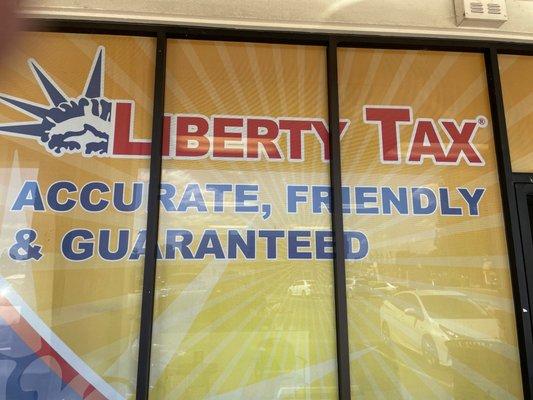 LIBERTY TAX®
ACCURATE, FRIENDLY
& GUARANTEED